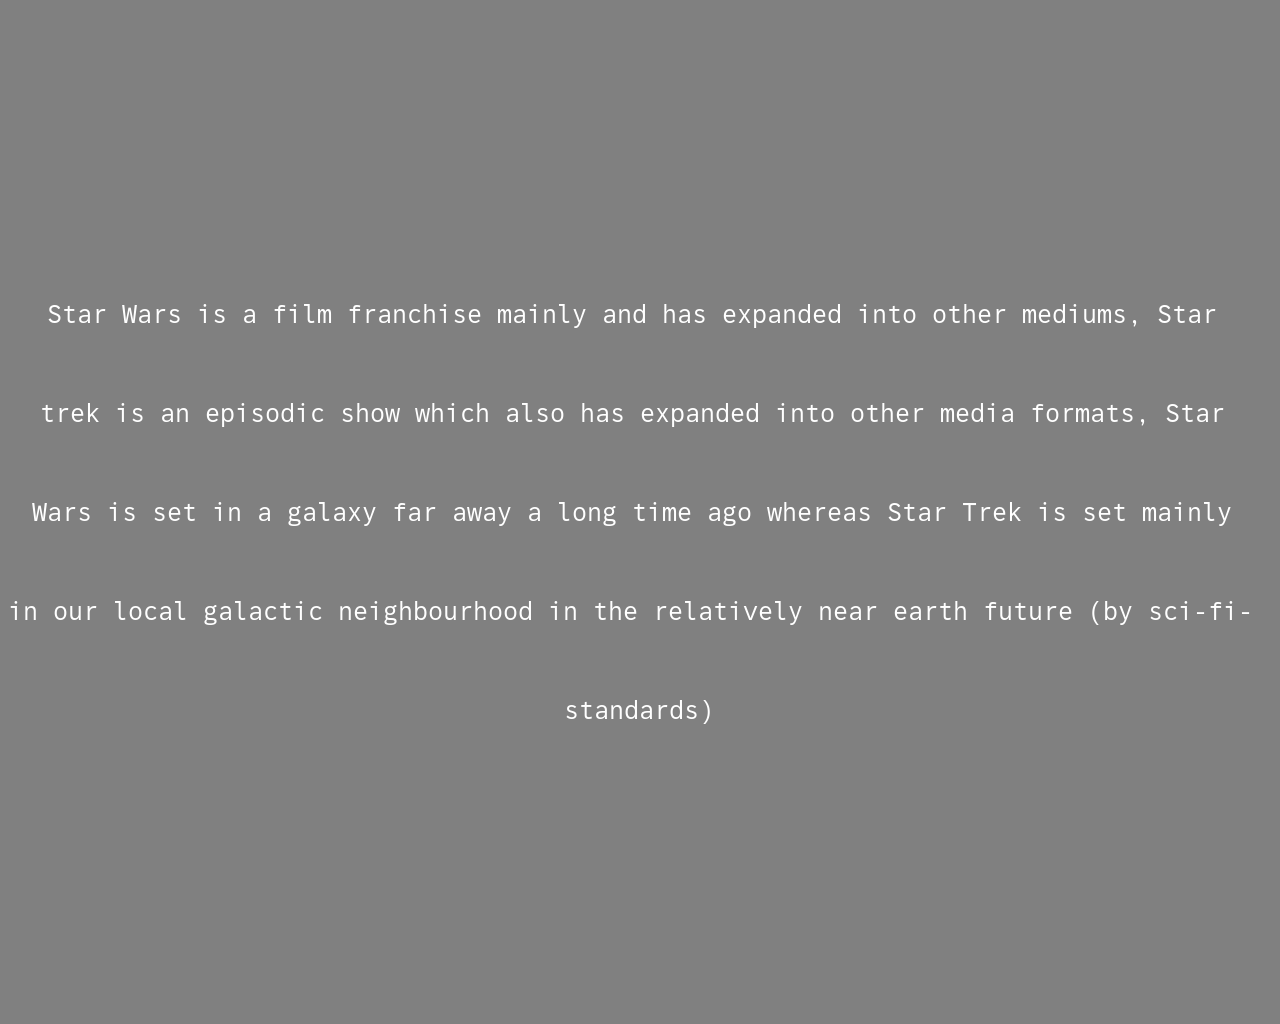 Star Wars is a film franchise mainly and has expanded into other mediums, Star
trek is an episodic show which also has expanded into other media formats, Star
Wars is set in a galaxy far away a long time ago whereas Star Trek is set mainly
in our local galactic neighbourhood in the relatively near earth future (by sci-fi-
standards)